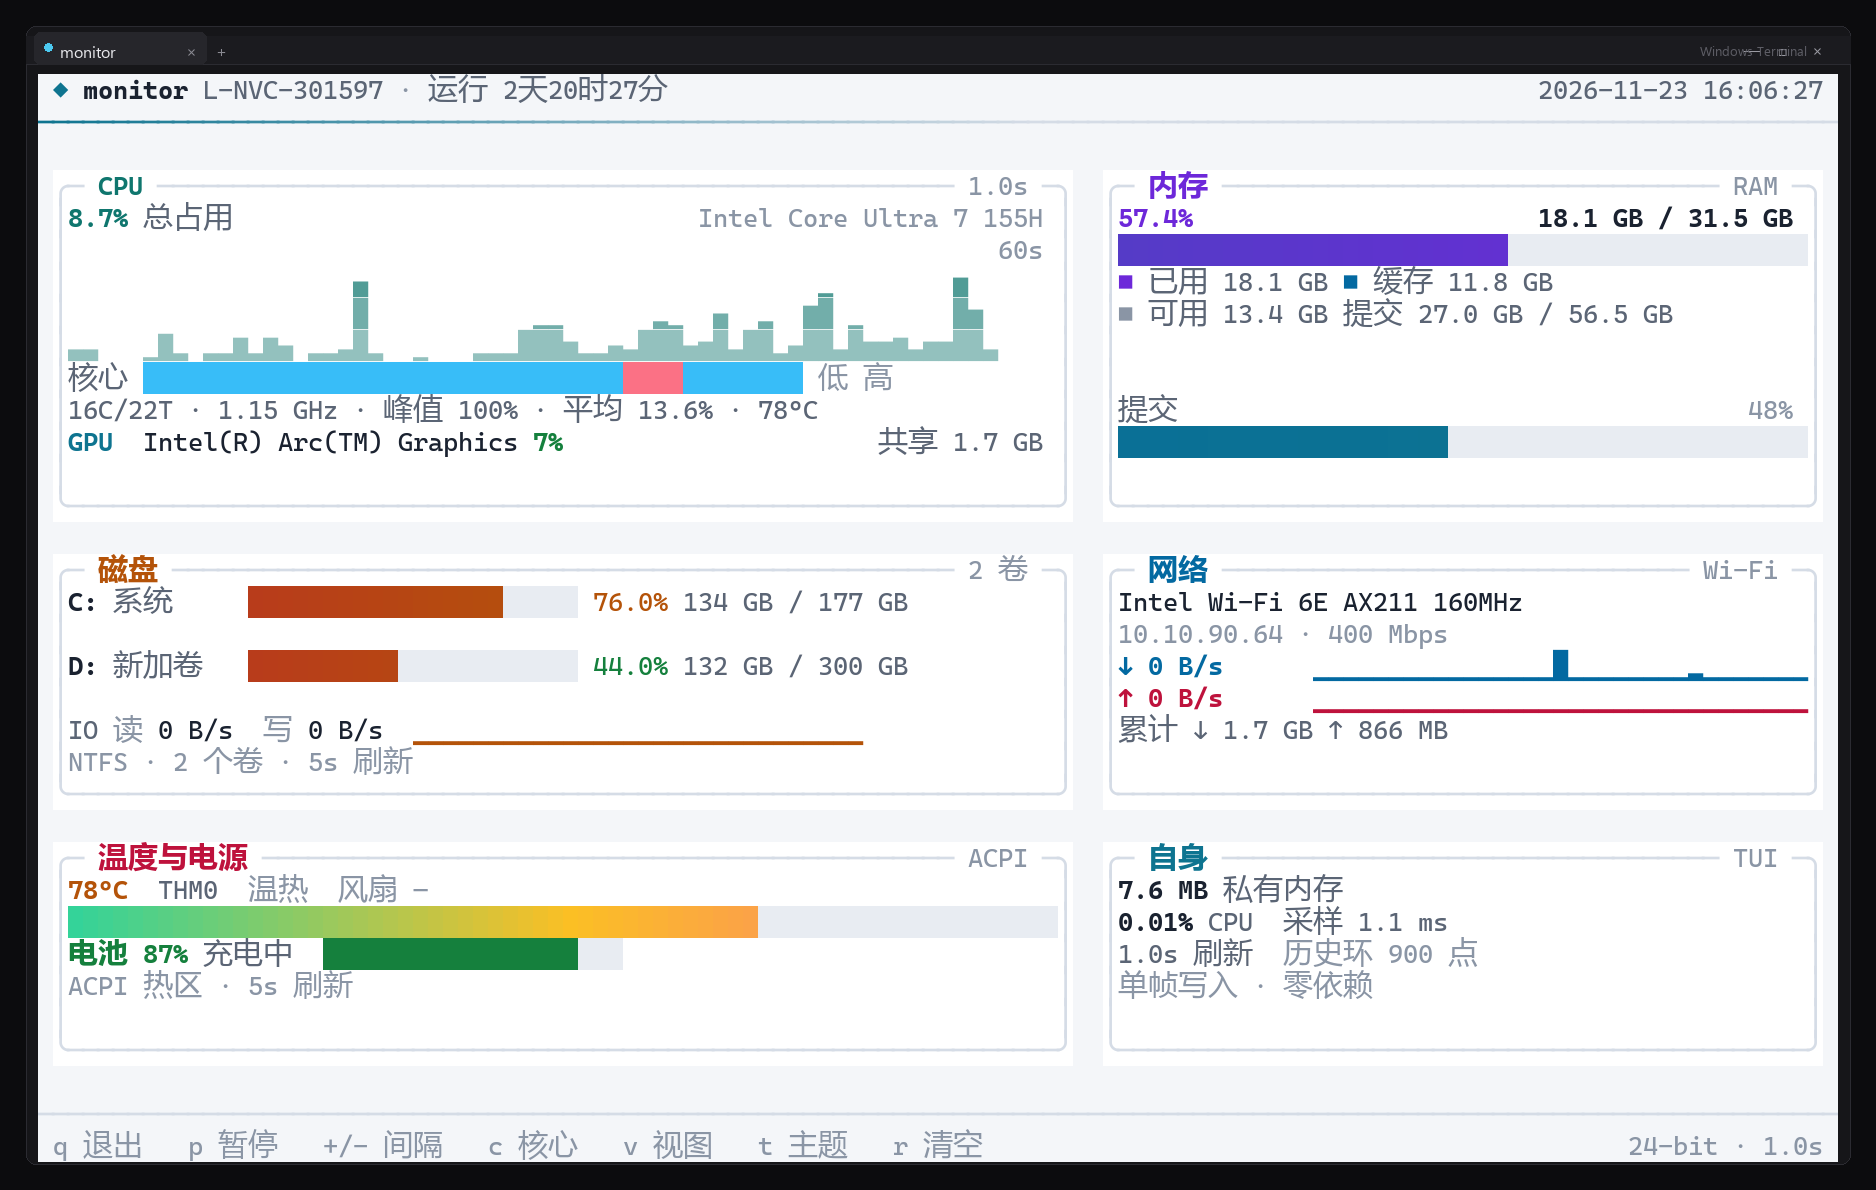 monitor × +
Windows Terminal
◆ monitor L-NVC-301597 · 运行 2天20时27分 2026-11-23 16:06:27
CPU 1.0s
8.7% 总占用 Intel Core Ultra 7 155H
60s
核心 低 高
16C/22T · 1.15 GHz · 峰值 100% · 平均 13.6% · 78°C
GPU Intel(R) Arc(TM) Graphics 7% 共享 1.7 GB
内存 RAM
57.4% 18.1 GB / 31.5 GB
■ 已用 18.1 GB ■ 缓存 11.8 GB
■ 可用 13.4 GB 提交 27.0 GB / 56.5 GB
提交 48%
磁盘 2 卷
C: 系统 76.0% 134 GB / 177 GB
D: 新加卷 44.0% 132 GB / 300 GB
IO 读 0 B/s 写 0 B/s
NTFS · 2 个卷 · 5s 刷新
网络 Wi-Fi
Intel Wi-Fi 6E AX211 160MHz
10.10.90.64 · 400 Mbps
↓ 0 B/s
↑ 0 B/s
累计 ↓ 1.7 GB ↑ 866 MB
温度与电源 ACPI
78°C THM0 温热 风扇 —
电池 87% 充电中
ACPI 热区 · 5s 刷新
自身 TUI
7.6 MB 私有内存
0.01% CPU 采样 1.1 ms
1.0s 刷新 历史环 900 点
单帧写入 · 零依赖
q 退出 p 暂停 +/- 间隔 c 核心 v 视图 t 主题 r 清空 24-bit · 1.0s